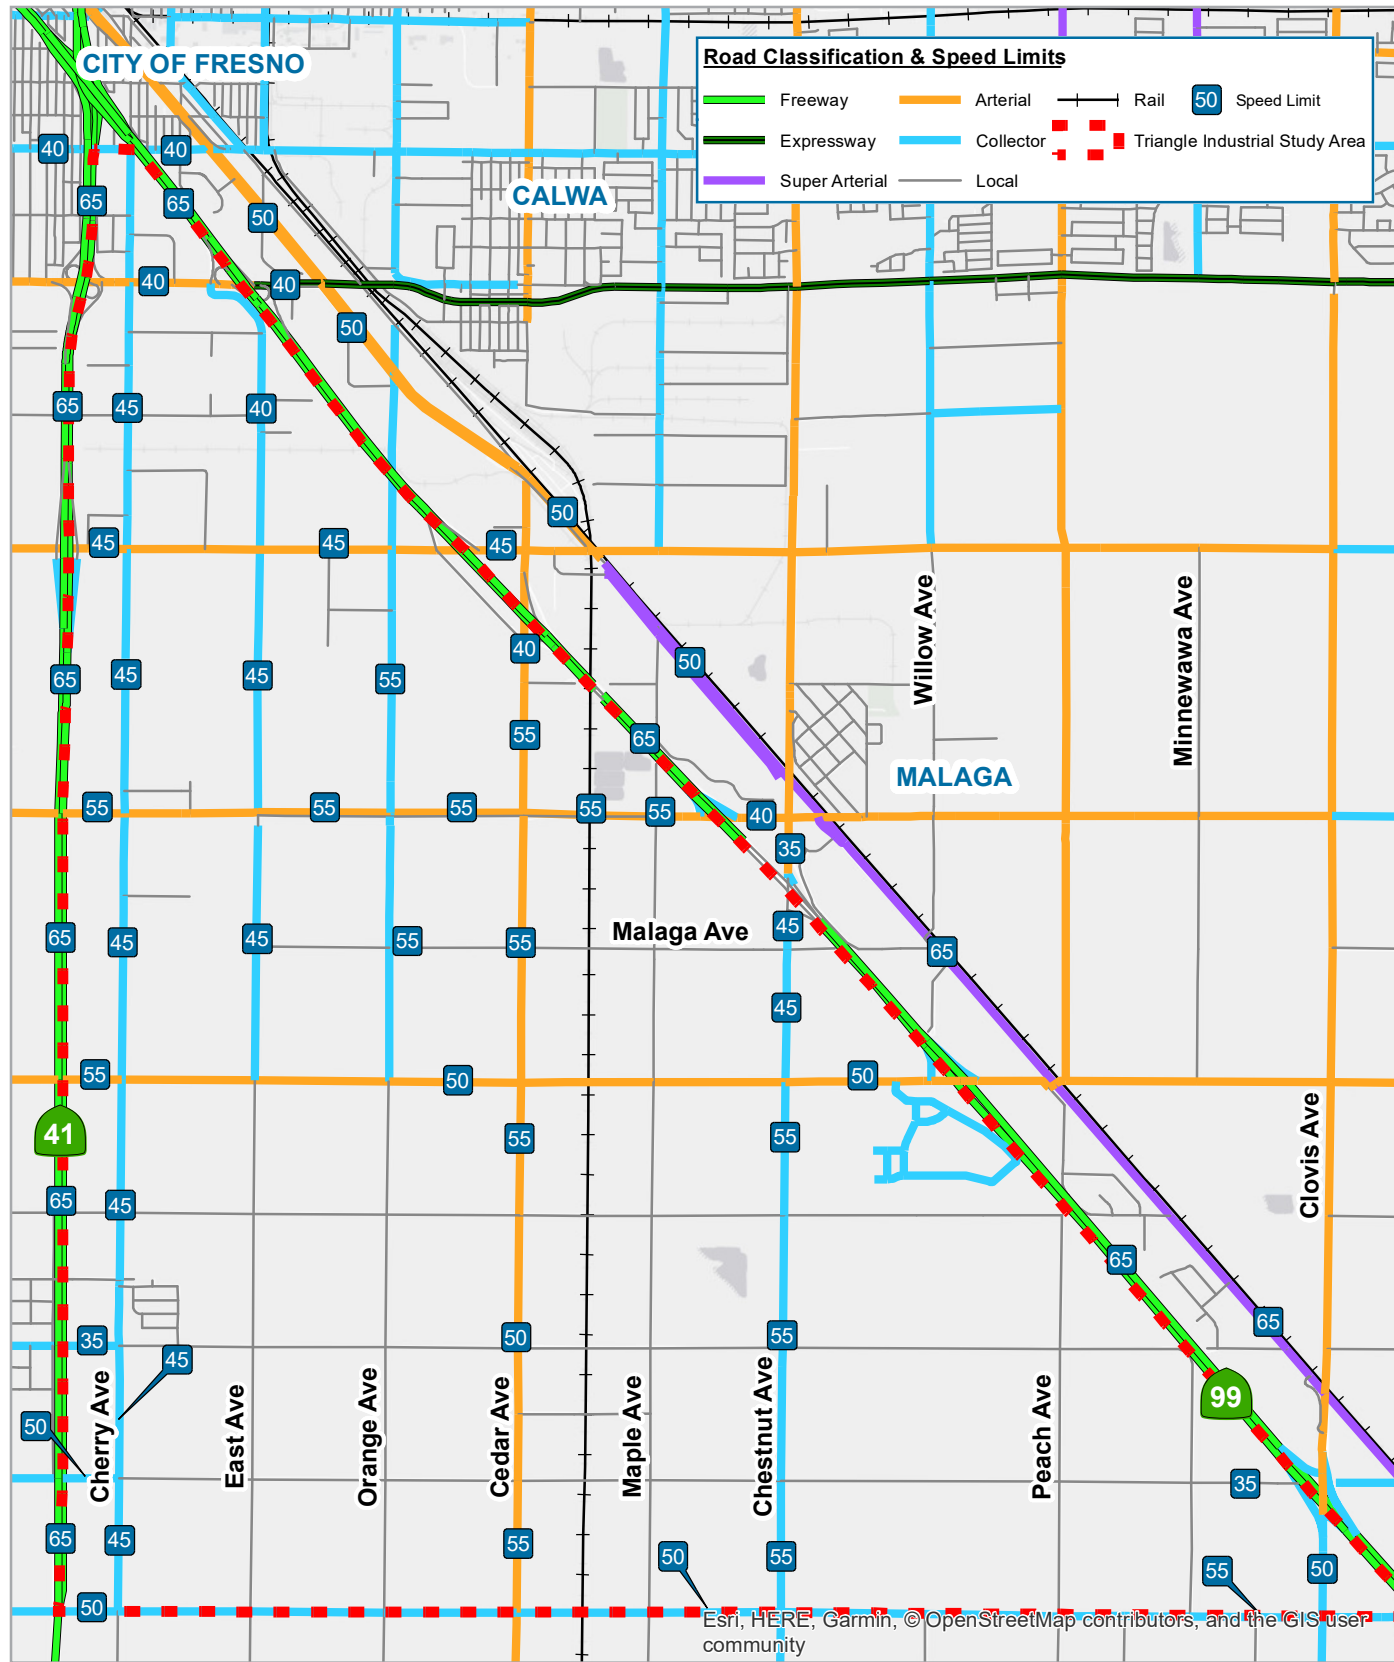 CITY OF FRESNO
Road Classification & Speed Limits
Freeway
Arterial
Rail
50
Speed Limit
Expressway
Collector
Triangle Industrial Study Area
Super Arterial
Local
40
40
65
65
CALWA
50
40
40
50
65
45
40
50
45
45
45
Willow Ave
Minnewawa Ave
40
50
65
45
45
55
55
65
MALAGA
55
55
55
55
55
40
35
45
Malaga Ave
65
45
45
55
55
65
45
55
50
50
41
55
55
Clovis Ave
65
45
65
65
35
50
55
45
Cherry Ave
East Ave
Orange Ave
Cedar Ave
Maple Ave
Chestnut Ave
Peach Ave
99
50
35
65
45
55
50
55
55
50
50
Esri, HERE, Garmin, © OpenStreetMap contributors, and the GIS user
community